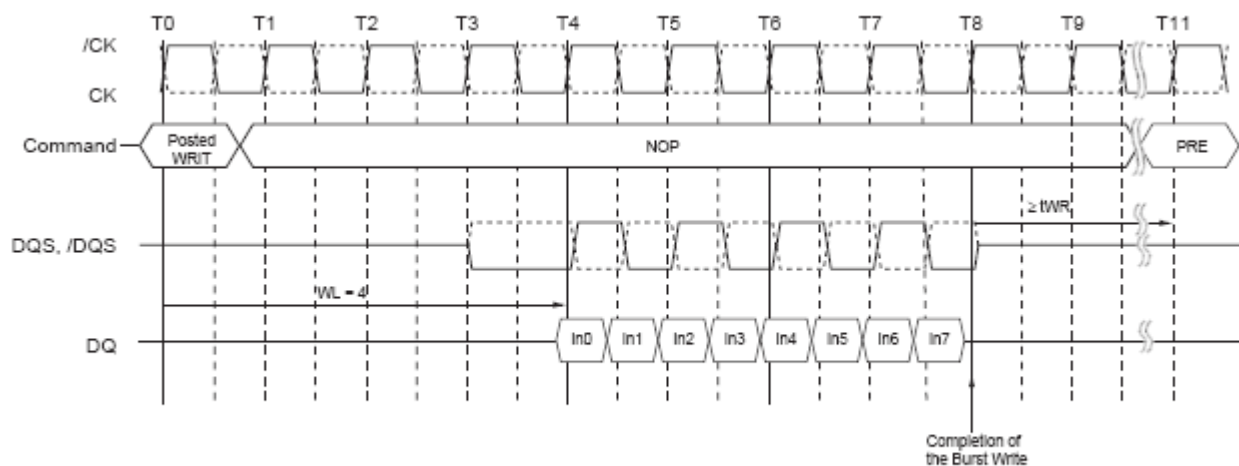 T0 T1 T2 T3 T4 T5 T6 T7 T8 T9 T11
/CK
CK
Command
Posted
WRIT
NOP
PRE
≥ tWR
DQS, /DQS
WL = 4
DQ
In0 In1 In2 In3 In4 In5 In6 In7
Completion of
the Burst Write